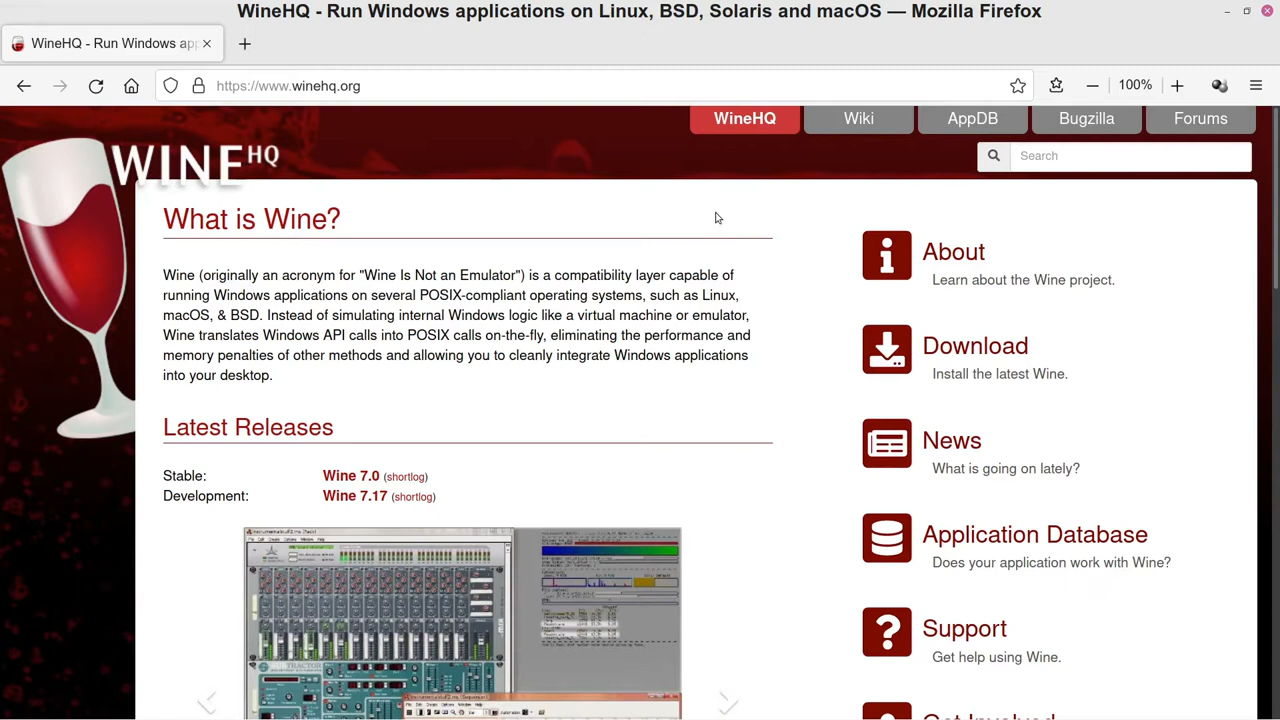 WineHQ - Run Windows applications on Linux, BSD, Solaris and macOS — Mozilla Firefox
WineHQ - Run Windows app
https://www.winehq.org
100%
WineHQ
Wiki
AppDB
Bugzilla
Forums
WINE HQ
Search
What is Wine?
Wine (originally an acronym for "Wine Is Not an Emulator") is a compatibility layer capable of
running Windows applications on several POSIX-compliant operating systems, such as Linux,
macOS, & BSD. Instead of simulating internal Windows logic like a virtual machine or emulator,
Wine translates Windows API calls into POSIX calls on-the-fly, eliminating the performance and
memory penalties of other methods and allowing you to cleanly integrate Windows applications
into your desktop.
Latest Releases
Stable: Wine 7.0 (shortlog)
Development: Wine 7.17 (shortlog)
About
Learn about the Wine project.
Download
Install the latest Wine.
News
What is going on lately?
Application Database
Does your application work with Wine?
Support
Get help using Wine.
Get Involved